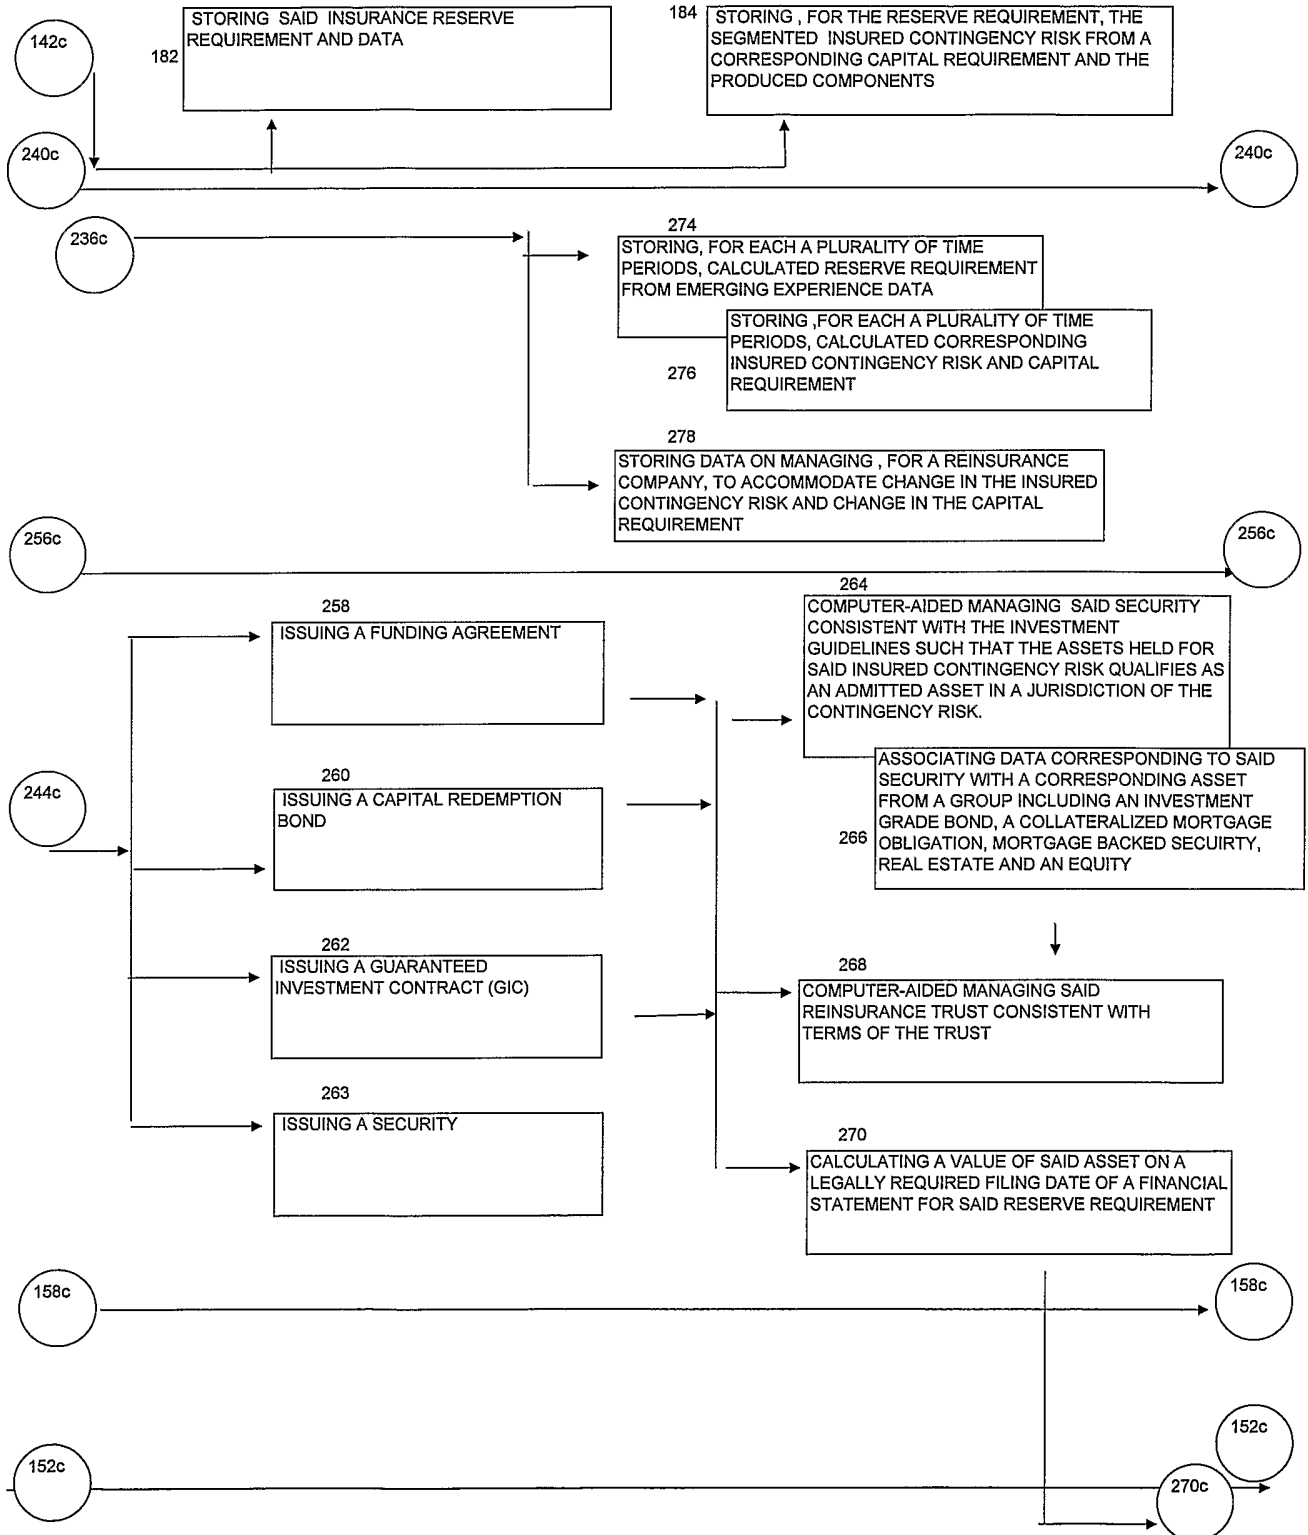 142c
182
STORING SAID INSURANCE RESERVE
REQUIREMENT AND DATA
184
STORING , FOR THE RESERVE REQUIREMENT, THE
SEGMENTED INSURED CONTINGENCY RISK FROM A
CORRESPONDING CAPITAL REQUIREMENT AND THE
PRODUCED COMPONENTS
240c
240c
236c
274
STORING, FOR EACH A PLURALITY OF TIME
PERIODS, CALCULATED RESERVE REQUIREMENT
FROM EMERGING EXPERIENCE DATA
276
STORING ,FOR EACH A PLURALITY OF TIME
PERIODS, CALCULATED CORRESPONDING
INSURED CONTINGENCY RISK AND CAPITAL
REQUIREMENT
278
STORING DATA ON MANAGING , FOR A REINSURANCE
COMPANY, TO ACCOMMODATE CHANGE IN THE INSURED
CONTINGENCY RISK AND CHANGE IN THE CAPITAL
REQUIREMENT
256c
256c
258
ISSUING A FUNDING AGREEMENT
264
COMPUTER-AIDED MANAGING SAID SECURITY
CONSISTENT WITH THE INVESTMENT
GUIDELINES SUCH THAT THE ASSETS HELD FOR
SAID INSURED CONTINGENCY RISK QUALIFIES AS
AN ADMITTED ASSET IN A JURISDICTION OF THE
CONTINGENCY RISK.
244c
260
ISSUING A CAPITAL REDEMPTION
BOND
266
ASSOCIATING DATA CORRESPONDING TO SAID
SECURITY WITH A CORRESPONDING ASSET
FROM A GROUP INCLUDING AN INVESTMENT
GRADE BOND, A COLLATERALIZED MORTGAGE
OBLIGATION, MORTGAGE BACKED SECUIRTY,
REAL ESTATE AND AN EQUITY
262
ISSUING A GUARANTEED
INVESTMENT CONTRACT (GIC)
268
COMPUTER-AIDED MANAGING SAID
REINSURANCE TRUST CONSISTENT WITH
TERMS OF THE TRUST
263
ISSUING A SECURITY
270
CALCULATING A VALUE OF SAID ASSET ON A
LEGALLY REQUIRED FILING DATE OF A FINANCIAL
STATEMENT FOR SAID RESERVE REQUIREMENT
158c
158c
152c
152c
270c